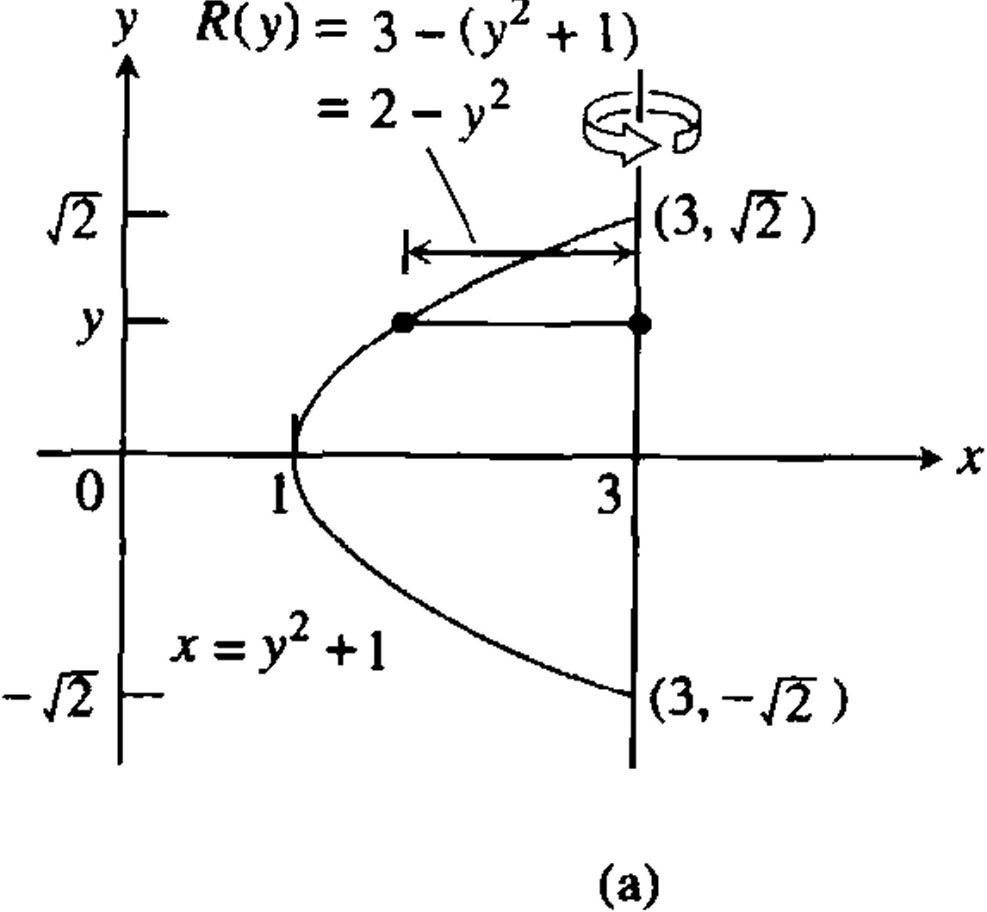 y
R(y) = 3 − (y² + 1)
= 2 − y²
√2
(3, √2 )
y
x
0
1
3
x = y² + 1
− √2
(3, −√2 )
(a)